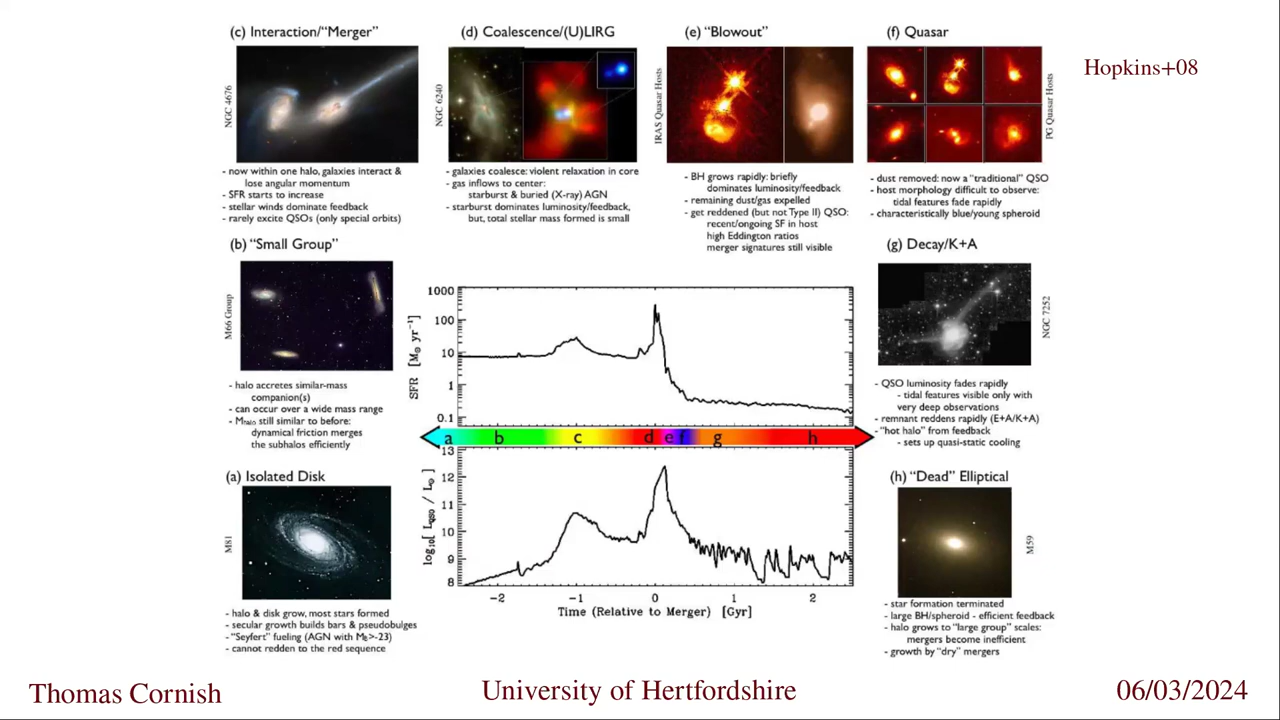 (c) Interaction/“Merger”
NGC 4676
- now within one halo, galaxies interact &
lose angular momentum
- SFR starts to increase
- stellar winds dominate feedback
- rarely excite QSOs (only special orbits)
(d) Coalescence/(U)LIRG
NGC 6240
- galaxies coalesce: violent relaxation in core
- gas inflows to center:
starburst & buried (X-ray) AGN
- starburst dominates luminosity/feedback,
but, total stellar mass formed is small
(e) “Blowout”
IRAS Quasar Hosts
- BH grows rapidly: briefly
dominates luminosity/feedback
- remaining dust/gas expelled
- get reddened (but not Type II) QSO:
recent/ongoing SF in host
high Eddington ratios
merger signatures still visible
(f) Quasar
PG Quasar Hosts
- dust removed: now a “traditional” QSO
- host morphology difficult to observe:
tidal features fade rapidly
- characteristically blue/young spheroid
Hopkins+08
(b) “Small Group”
M66 Group
- halo accretes similar-mass
companion(s)
- can occur over a wide mass range
- Mhalo still similar to before:
dynamical friction merges
the subhalos efficiently
(g) Decay/K+A
NGC 7252
- QSO luminosity fades rapidly
- tidal features visible only with
very deep observations
- remnant reddens rapidly (E+A/K+A)
- “hot halo” from feedback
- sets up quasi-static cooling
1000
100
10
1
0.1
SFR [M⊙ yr⁻¹]
a b c d e f g h
13
12
11
10
9
8
log₁₀[ LQSO / L⊙ ]
-2 -1 0 1 2
Time (Relative to Merger) [Gyr]
(a) Isolated Disk
M81
- halo & disk grow, most stars formed
- secular growth builds bars & pseudobulges
- “Seyfert” fueling (AGN with MB>-23)
- cannot redden to the red sequence
(h) “Dead” Elliptical
M59
- star formation terminated
- large BH/spheroid - efficient feedback
- halo grows to “large group” scales:
mergers become inefficient
- growth by “dry” mergers
Thomas Cornish
University of Hertfordshire
06/03/2024